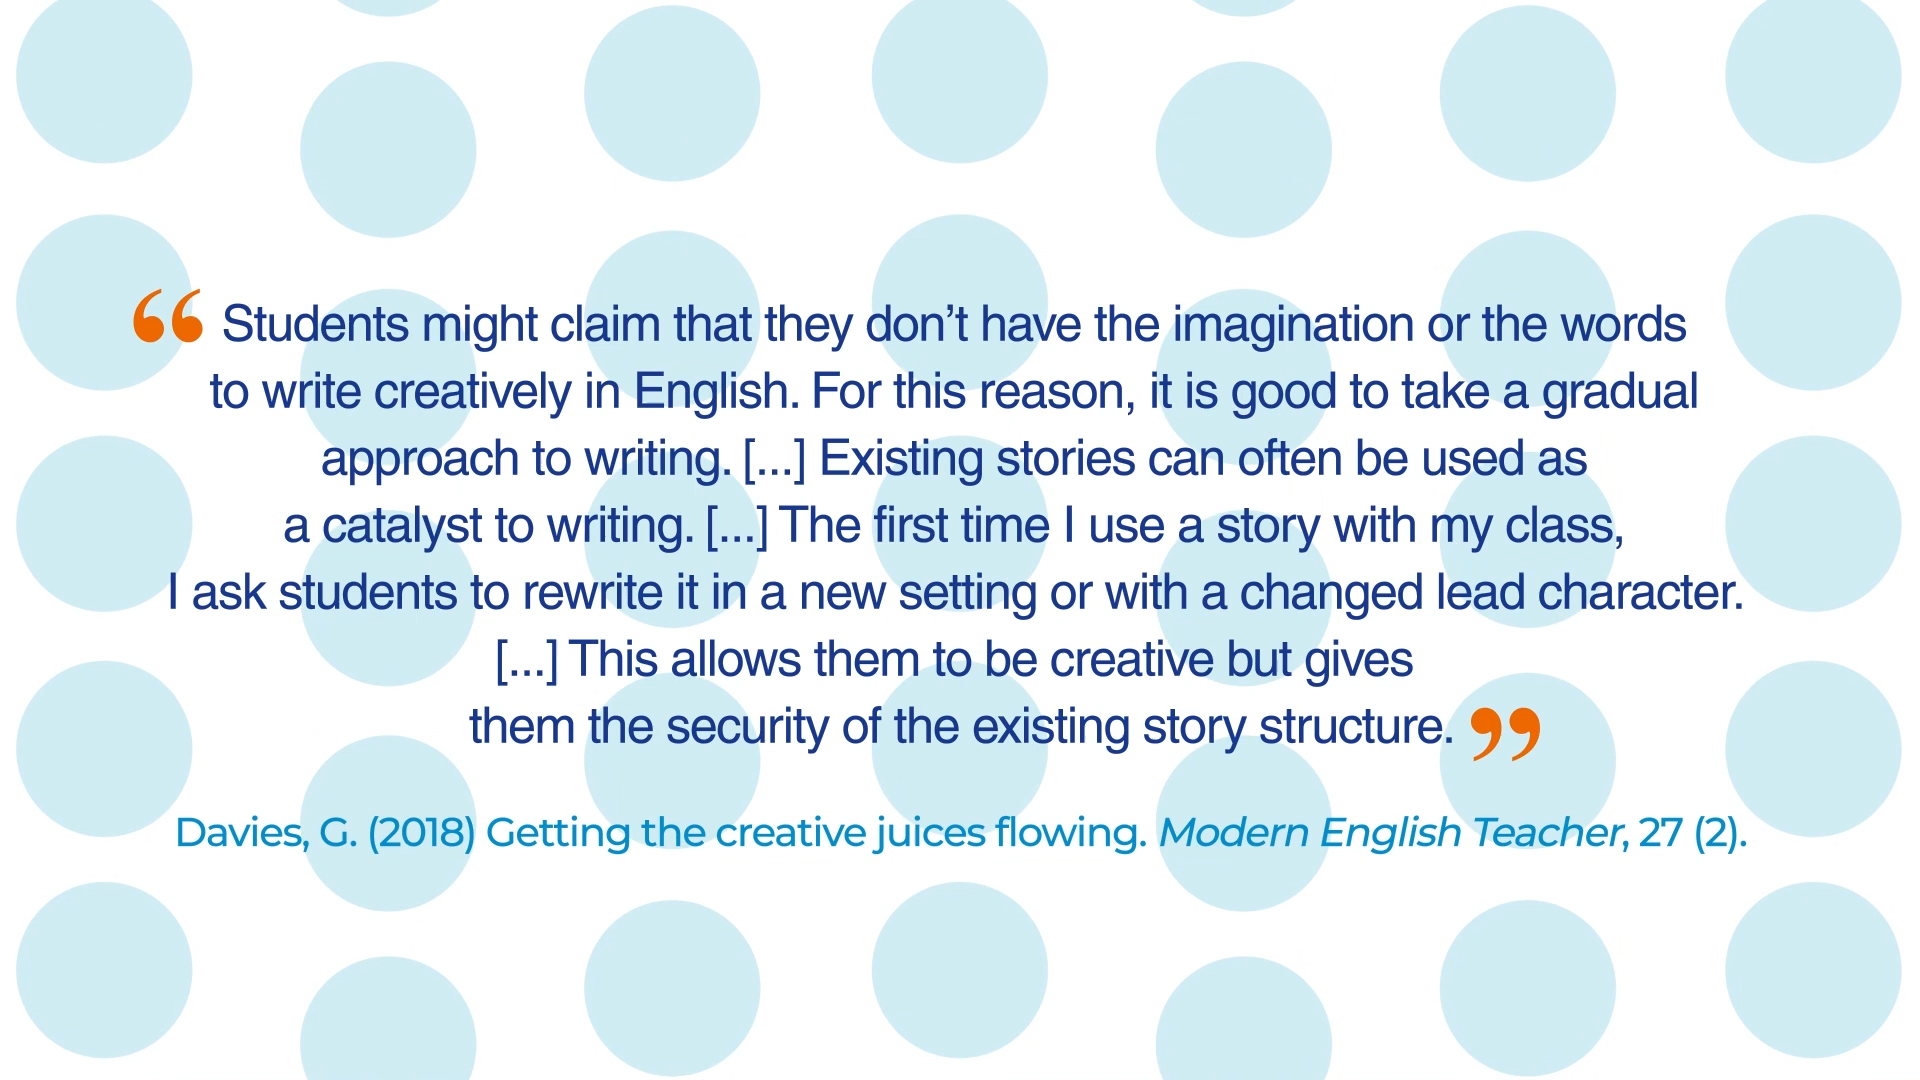 “ Students might claim that they don’t have the imagination or the words
to write creatively in English. For this reason, it is good to take a gradual
approach to writing. [...] Existing stories can often be used as
a catalyst to writing. [...] The first time I use a story with my class,
I ask students to rewrite it in a new setting or with a changed lead character.
[...] This allows them to be creative but gives
them the security of the existing story structure. ”
Davies, G. (2018) Getting the creative juices flowing. Modern English Teacher, 27 (2).